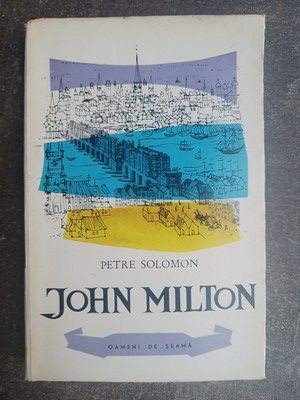 PETRE SOLOMON
JOHN MILTON
OAMENI DE SEAMĂ